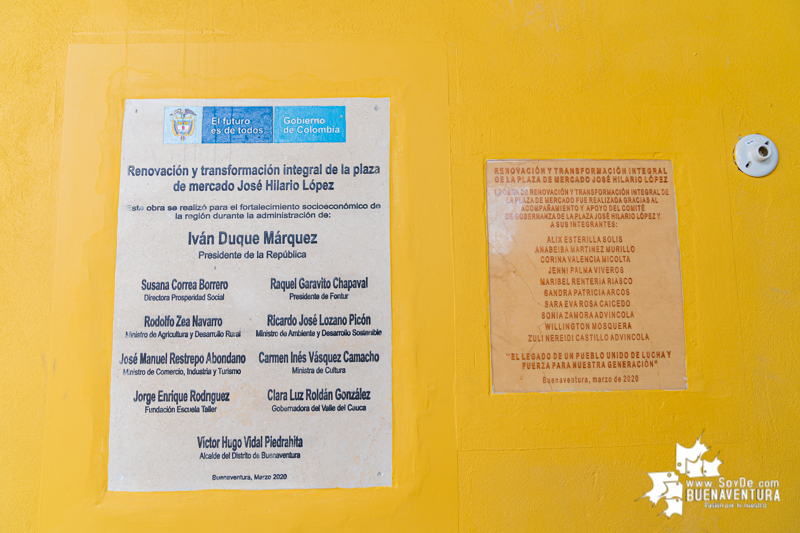 El futuro
es de todos
Gobierno
de Colombia
Renovación y transformación integral de la plaza
de mercado José Hilario López
Esta obra se realizó para el fortalecimiento socioeconómico de
la región durante la administración de:
Iván Duque Márquez
Presidente de la República
Susana Correa Borrero
Directora Prosperidad Social
Raquel Garavito Chapaval
Presidente de Fontur
Rodolfo Zea Navarro
Ministro de Agricultura y Desarrollo Rural
Ricardo José Lozano Picón
Ministro de Ambiente y Desarrollo Sostenible
José Manuel Restrepo Abondano
Ministro de Comercio, Industria y Turismo
Carmen Inés Vásquez Camacho
Ministra de Cultura
Jorge Enrique Rodríguez
Fundación Escuela Taller
Clara Luz Roldán González
Gobernadora del Valle del Cauca
Víctor Hugo Vidal Piedrahita
Alcalde del Distrito de Buenaventura
Buenaventura, Marzo 2020
RENOVACIÓN Y TRANSFORMACIÓN INTEGRAL
DE LA PLAZA DE MERCADO JOSÉ HILARIO LÓPEZ
RENOVACIÓN Y TRANSFORMACIÓN INTEGRAL DE
LA PLAZA DE MERCADO FUE REALIZADA GRACIAS AL
ACOMPAÑAMIENTO Y APOYO DEL COMITÉ
DE GOBERNANZA DE LA PLAZA JOSÉ HILARIO LÓPEZ Y
A SUS INTEGRANTES:
ALIX ESTERILLA SOLIS
ANABEIBA MARTINEZ MURILLO
CORINA VALENCIA MICOLTA
JENNI PALMA VIVEROS
MARIBEL RENTERIA RIASCO
SANDRA PATRICIA ARCOS
SARA EVA ROSA CAICEDO
SONIA ZAMORA ADVINCOLA
WILLINGTON MOSQUERA
ZULI NEREIDI CASTILLO ADVINCOLA
"EL LEGADO DE UN PUEBLO UNIDO DE LUCHA Y
FUERZA PARA NUESTRA GENERACIÓN"
Buenaventura, marzo de 2020
www.SoyDe.com
BUENAVENTURA
Pasión por lo nuestro